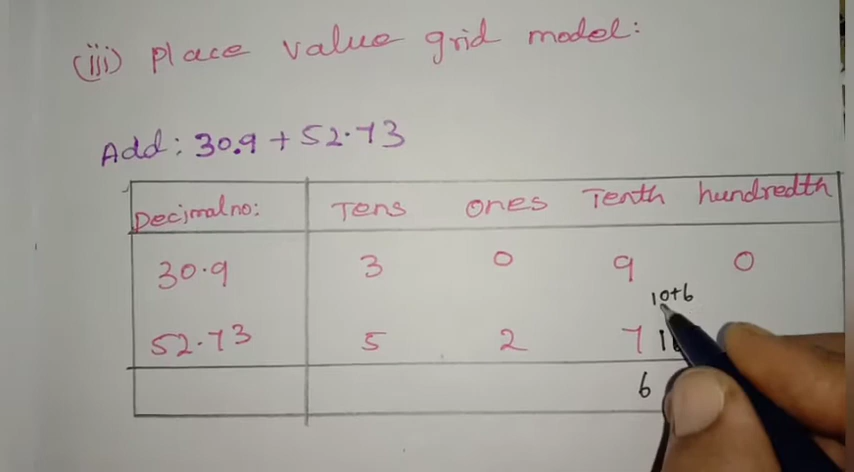 (iii) place value grid model:
Add: 30.9 + 52.73
Decimal no: Tens ones Tenth hundredth
30.9 3 0 9 0
10+6
52.73 5 2 7
6